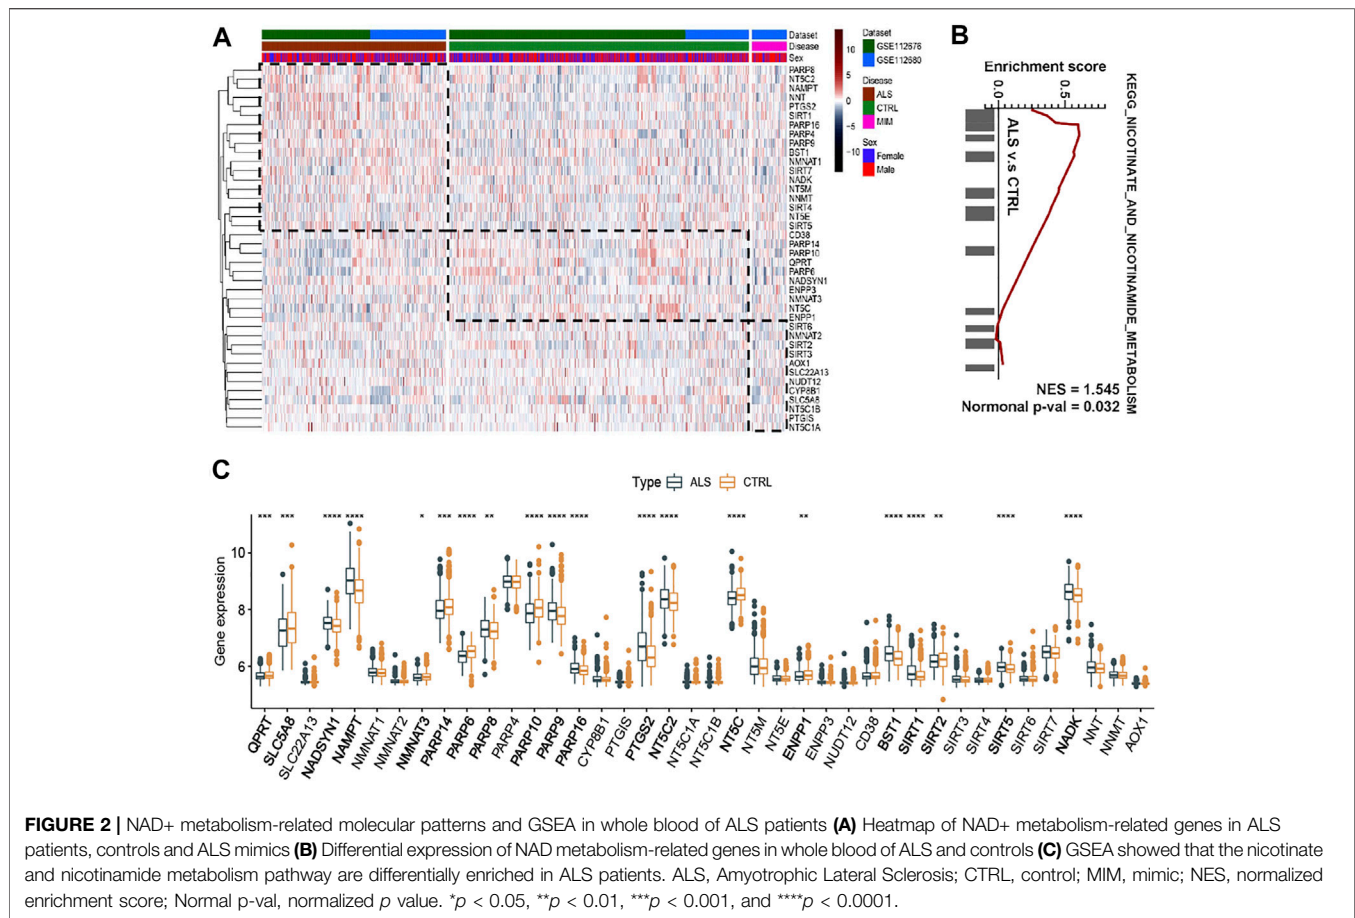 A
Dataset
Disease
Sex
PARP8
NT5C2
NAMPT
NNT
PTGS2
SIRT1
PARP16
PARP4
PARP9
BST1
NMNAT1
SIRT7
NADK
NT5M
NNMT
SIRT4
NT5E
SIRT5
CD38
PARP14
PARP10
QPRT
PARP6
NADSYN1
ENPP3
NMNAT3
NT5C
ENPP1
SIRT6
NMNAT2
SIRT2
SIRT3
AOX1
SLC22A13
NUDT12
CYP8B1
SLC5A8
NT5C1B
PTGIS
NT5C1A
10
5
0
−5
−10
Dataset
GSE112676
GSE112680
Disease
ALS
CTRL
MIM
Sex
Female
Male
B
Enrichment score
0.0
0.5
ALS v.s CTRL
KEGG_NICOTINATE_AND_NICOTINAMIDE_METABOLISM
NES = 1.545
Normonal p-val = 0.032
C
Type ALS CTRL
*** *** **** **** * *** **** ** **** **** **** **** **** **** ** **** **** ** **** ****
Gene expression
10
8
6
QPRT
SLC5A8
SLC22A13
NADSYN1
NAMPT
NMNAT1
NMNAT2
NMNAT3
PARP14
PARP6
PARP8
PARP4
PARP10
PARP9
PARP16
CYP8B1
PTGIS
PTGS2
NT5C2
NT5C1A
NT5C1B
NT5C
NT5M
NT5E
ENPP1
ENPP3
NUDT12
CD38
BST1
SIRT1
SIRT2
SIRT3
SIRT4
SIRT5
SIRT6
SIRT7
NADK
NNT
NNMT
AOX1
FIGURE 2 | NAD+ metabolism-related molecular patterns and GSEA in whole blood of ALS patients (A) Heatmap of NAD+ metabolism-related genes in ALS
patients, controls and ALS mimics (B) Differential expression of NAD metabolism-related genes in whole blood of ALS and controls (C) GSEA showed that the nicotinate
and nicotinamide metabolism pathway are differentially enriched in ALS patients. ALS, Amyotrophic Lateral Sclerosis; CTRL, control; MIM, mimic; NES, normalized
enrichment score; Normal p-val, normalized p value. *p < 0.05, **p < 0.01, ***p < 0.001, and ****p < 0.0001.